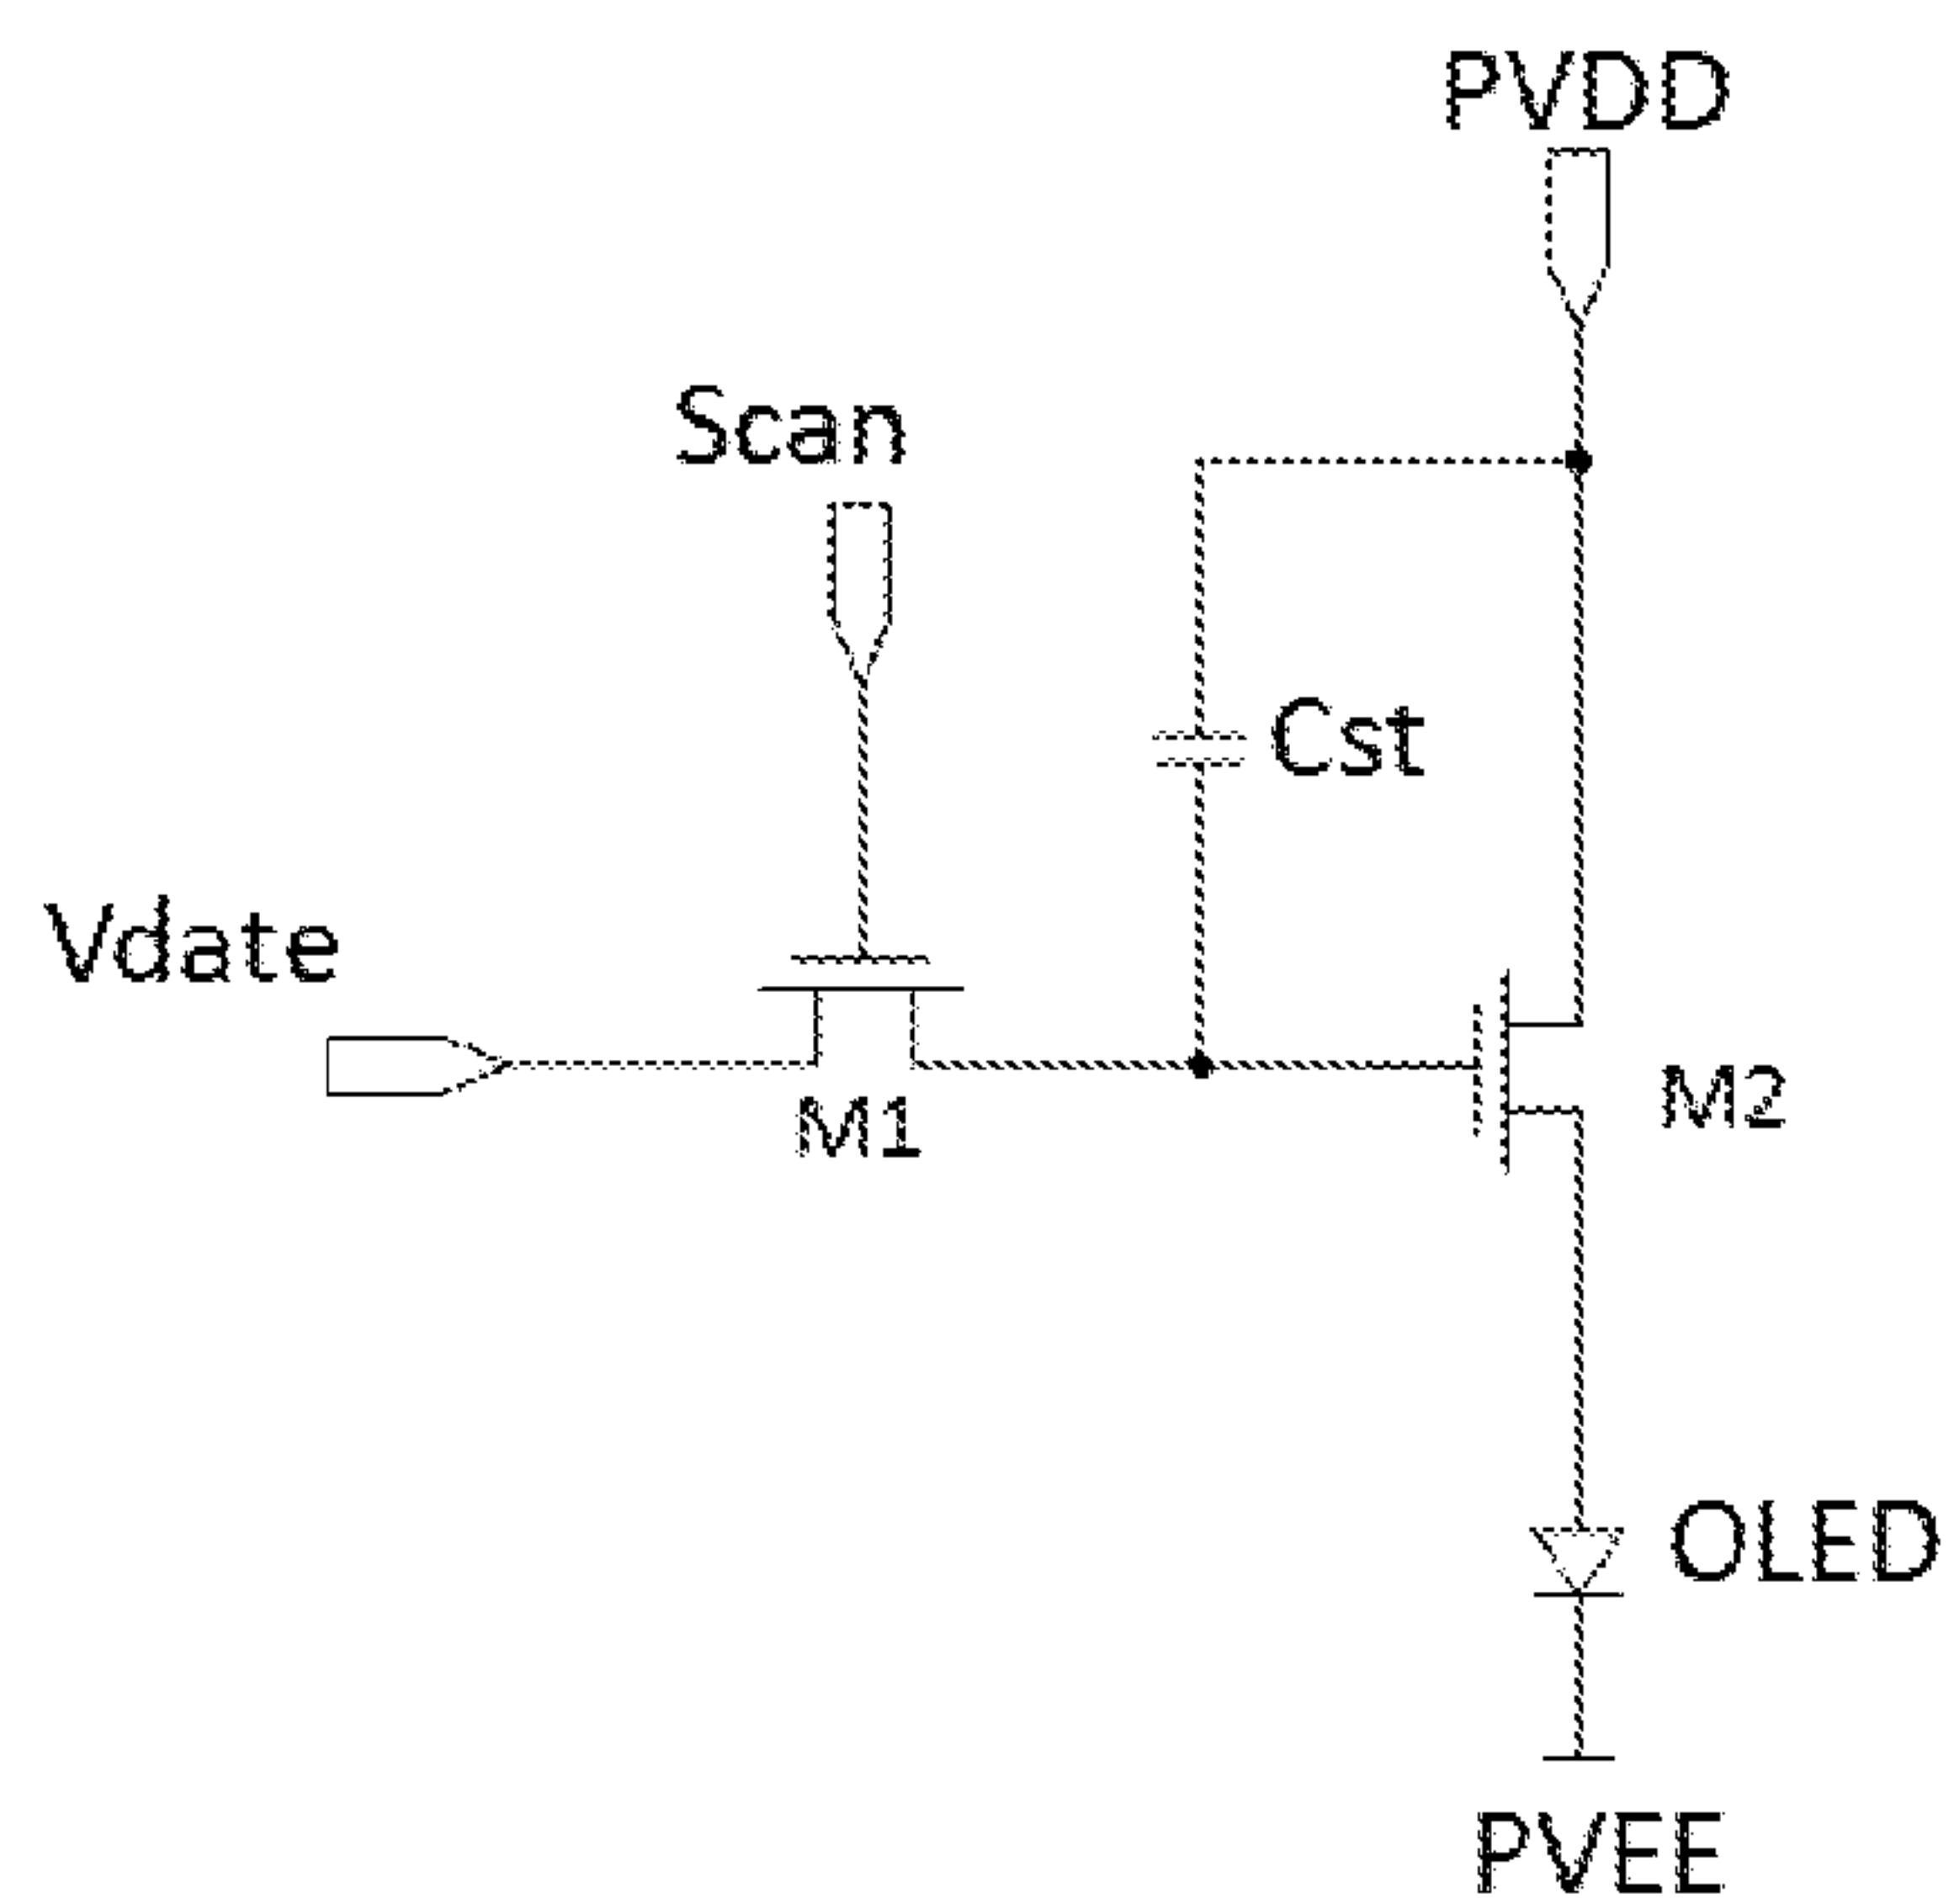 PVDD
Scan
Cst
Vdate
M1
M2
OLED
PVEE